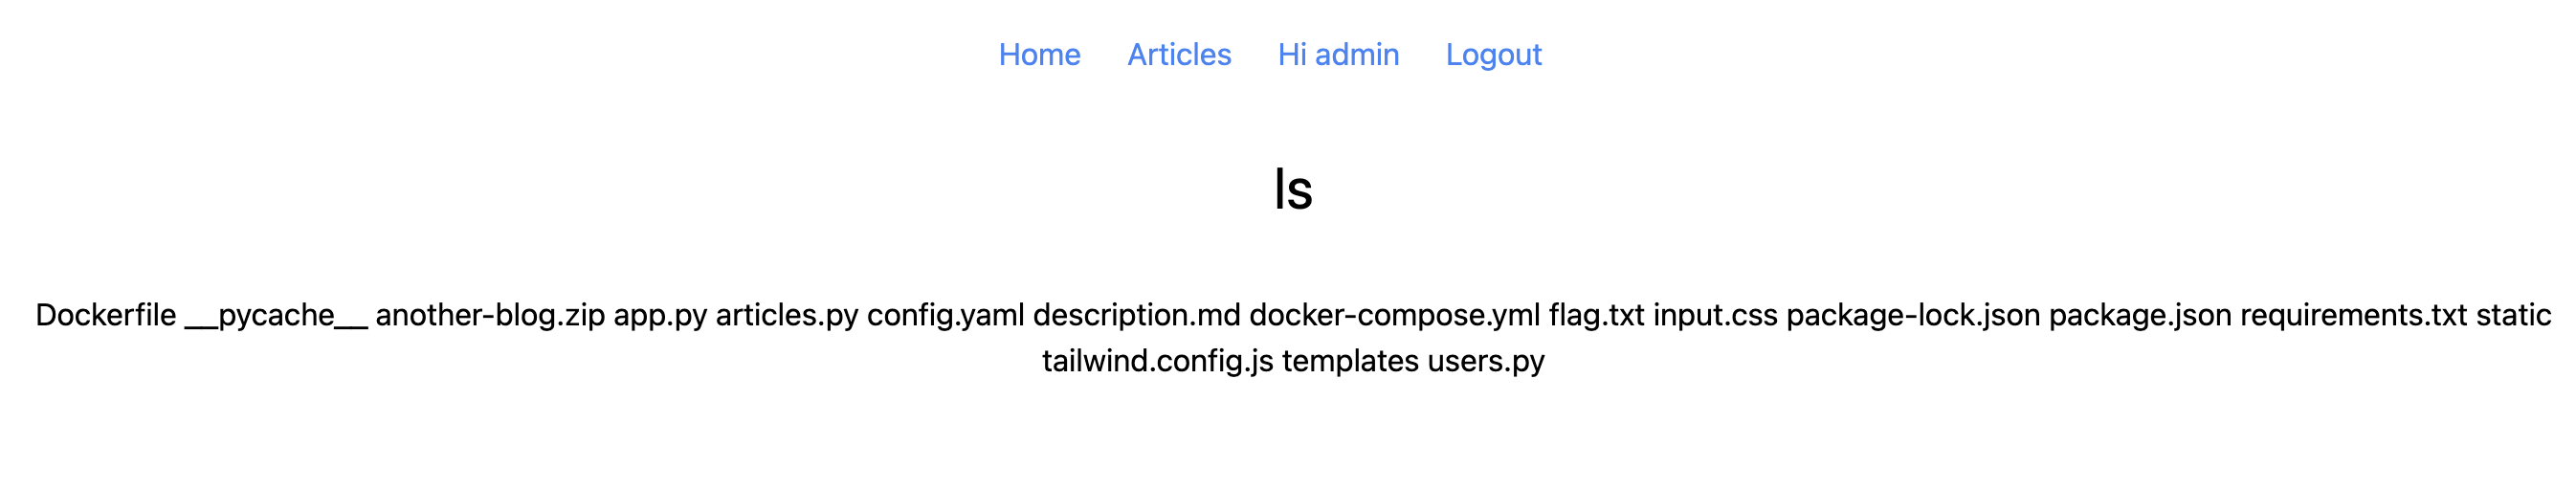 Home Articles Hi admin Logout
ls
Dockerfile __pycache__ another-blog.zip app.py articles.py config.yaml description.md docker-compose.yml flag.txt input.css package-lock.json package.json requirements.txt static
tailwind.config.js templates users.py